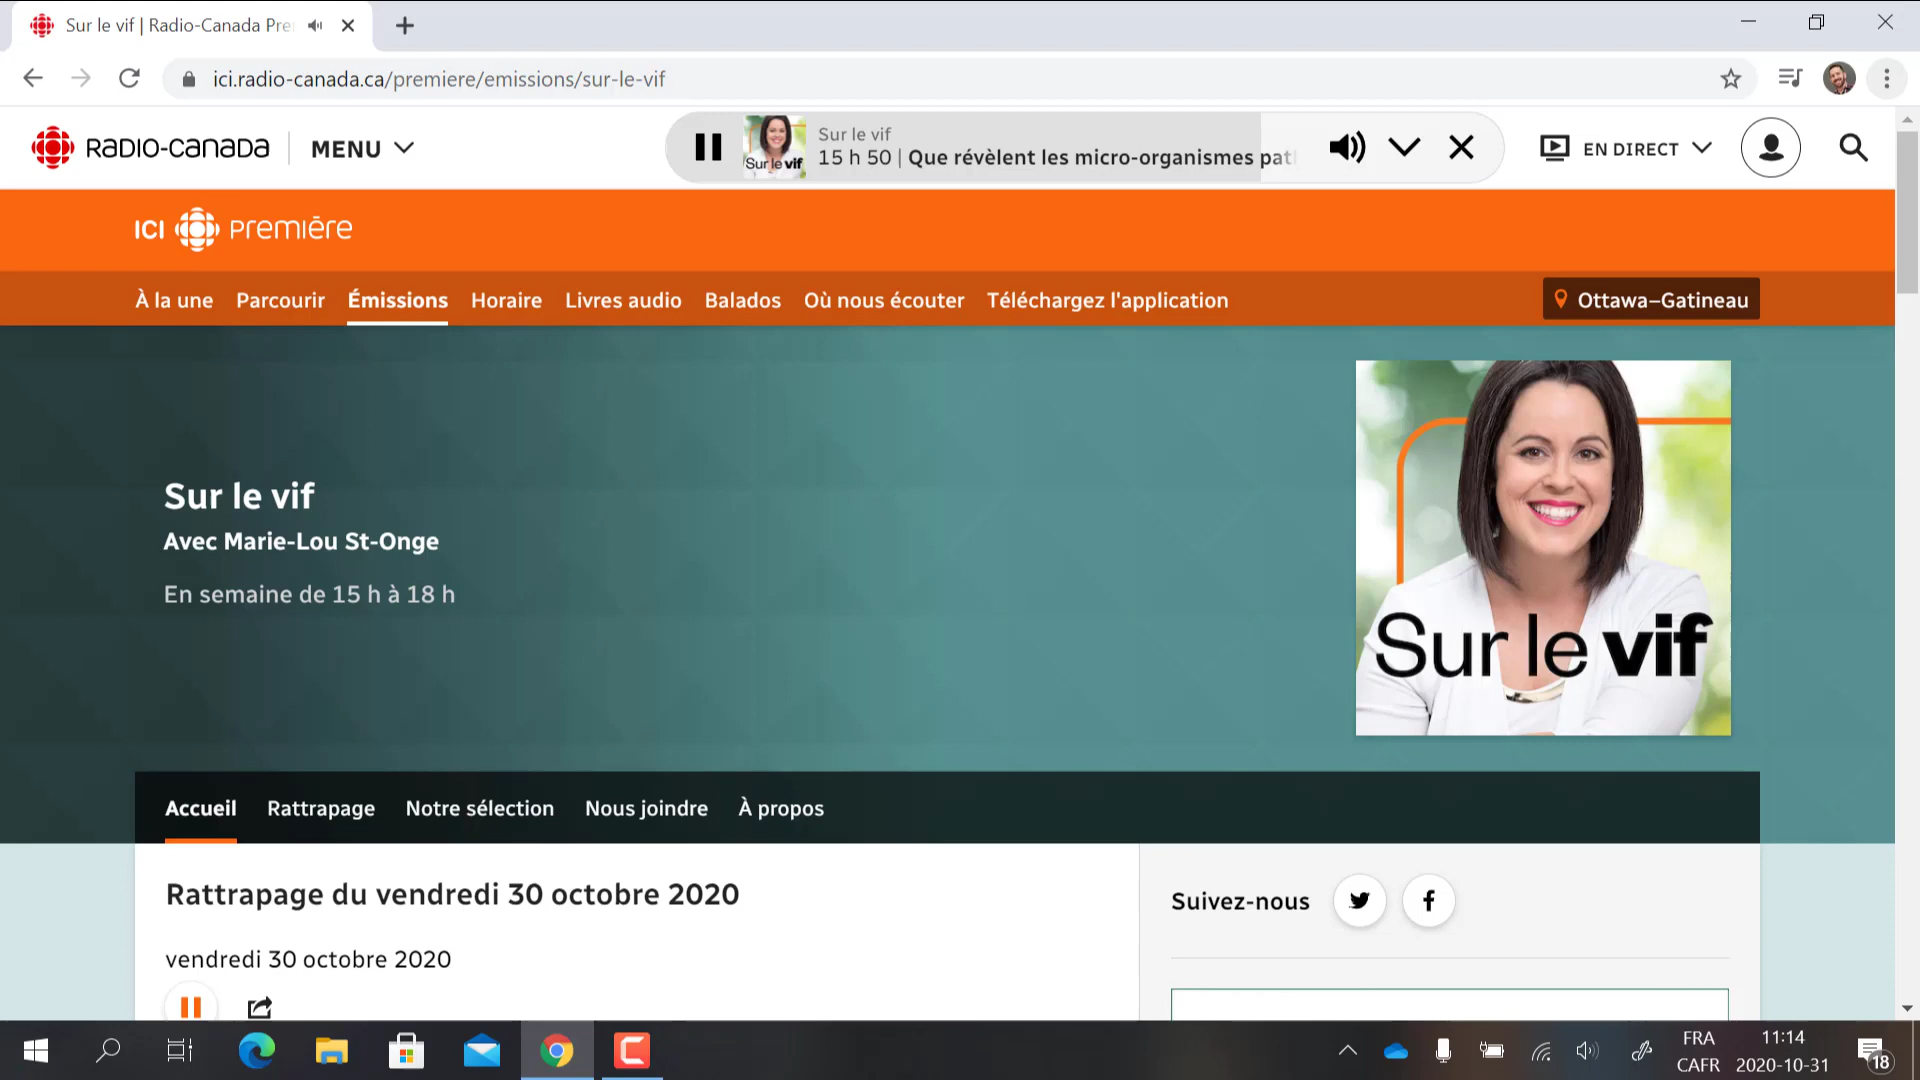 Sur le vif | Radio-Canada Pre
ici.radio-canada.ca/premiere/emissions/sur-le-vif
RADIO-CANADA
MENU
Sur le vif
Sur le vif
15 h 50 | Que révèlent les micro-organismes
EN DIRECT
ICI PREMIÈRE
À la une Parcourir Émissions Horaire Livres audio Balados Où nous écouter Téléchargez l'application
Ottawa–Gatineau
Sur le vif
Avec Marie-Lou St-Onge
En semaine de 15 h à 18 h
Sur le vif
Accueil Rattrapage Notre sélection Nous joindre À propos
Rattrapage du vendredi 30 octobre 2020
vendredi 30 octobre 2020
Suivez-nous
FRA
CAFR
11:14
2020-10-31
18